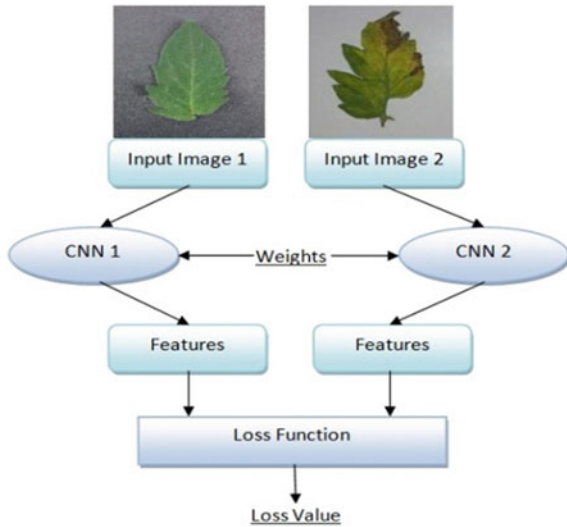 Input Image 1
Input Image 2
CNN 1
Weights
CNN 2
Features
Features
Loss Function
Loss Value